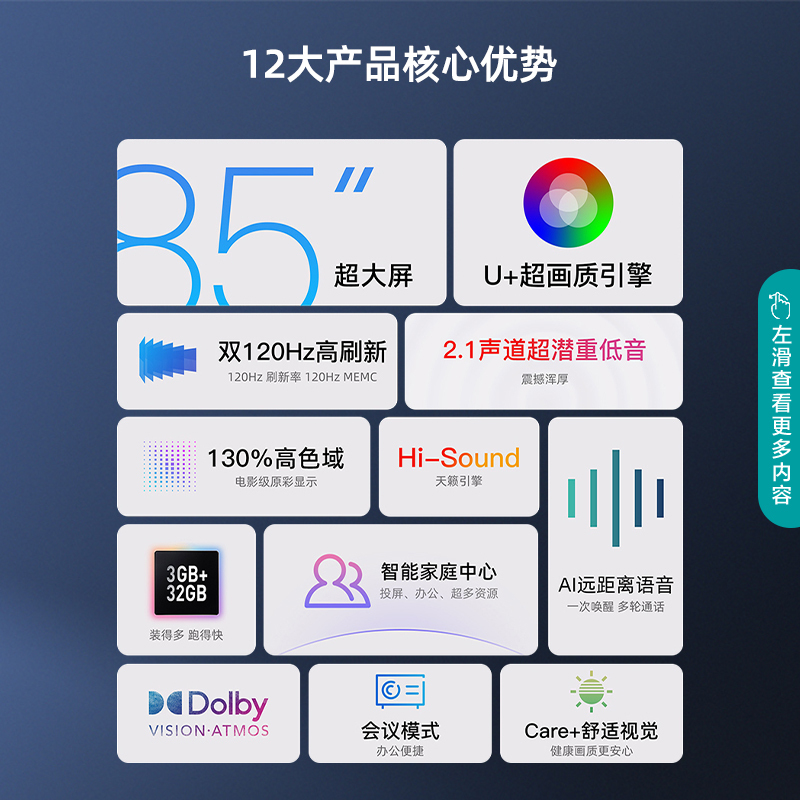 12大产品核心优势
85″
超大屏
U+超画质引擎
双120Hz高刷新
120Hz 刷新率 120Hz MEMC
2.1声道超潜重低音
震撼浑厚
130%高色域
电影级原彩显示
Hi-Sound
天籁引擎
AI远距离语音
一次唤醒 多轮通话
3GB+
32GB
装得多 跑得快
智能家庭中心
投屏、办公、超多资源
Dolby
VISION·ATMOS
会议模式
办公便捷
Care+舒适视觉
健康画质更安心
左滑查看更多内容